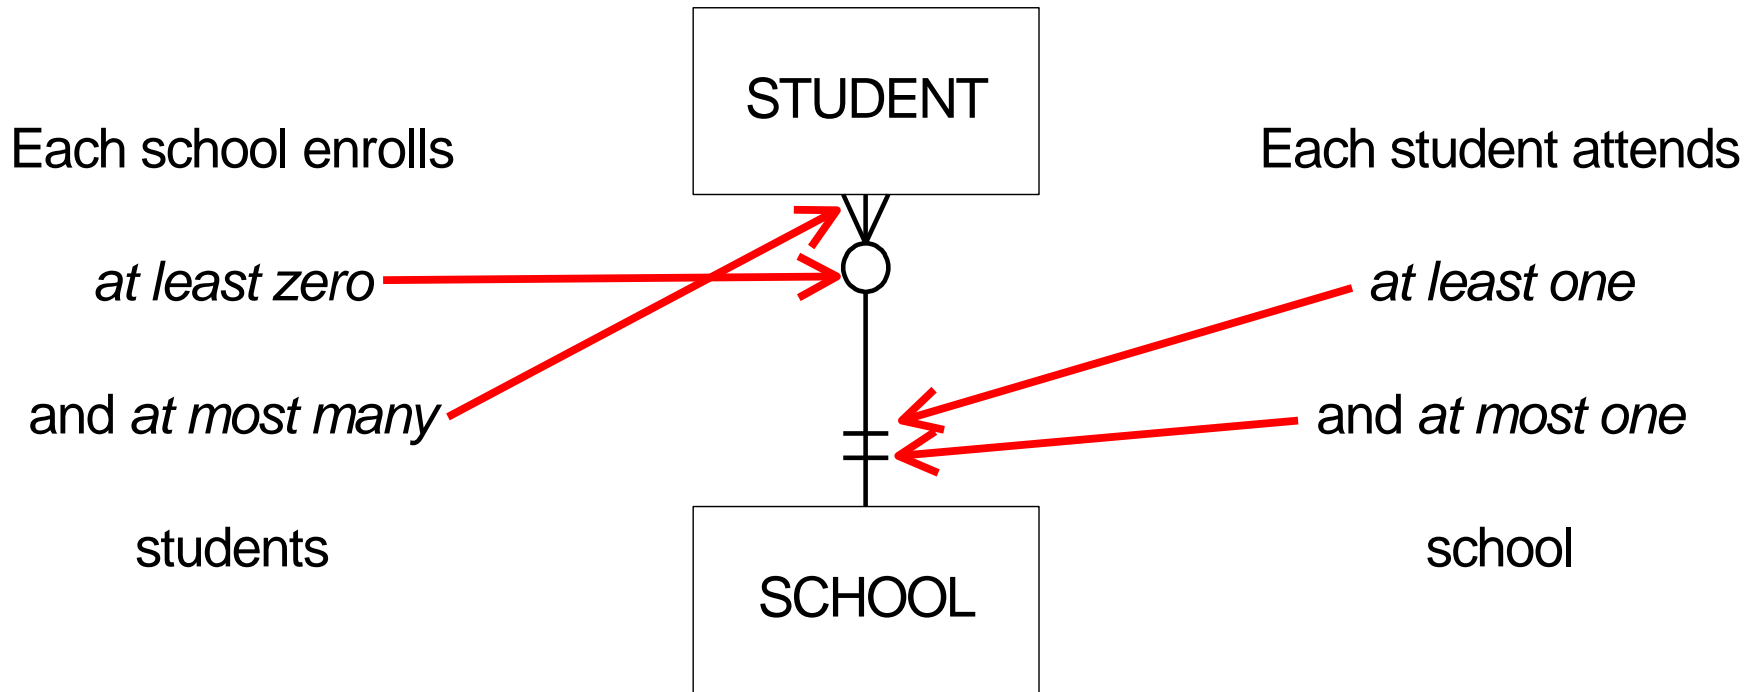 STUDENT
Each school enrolls
at least zero
and at most many
students
Each student attends
at least one
and at most one
school
SCHOOL